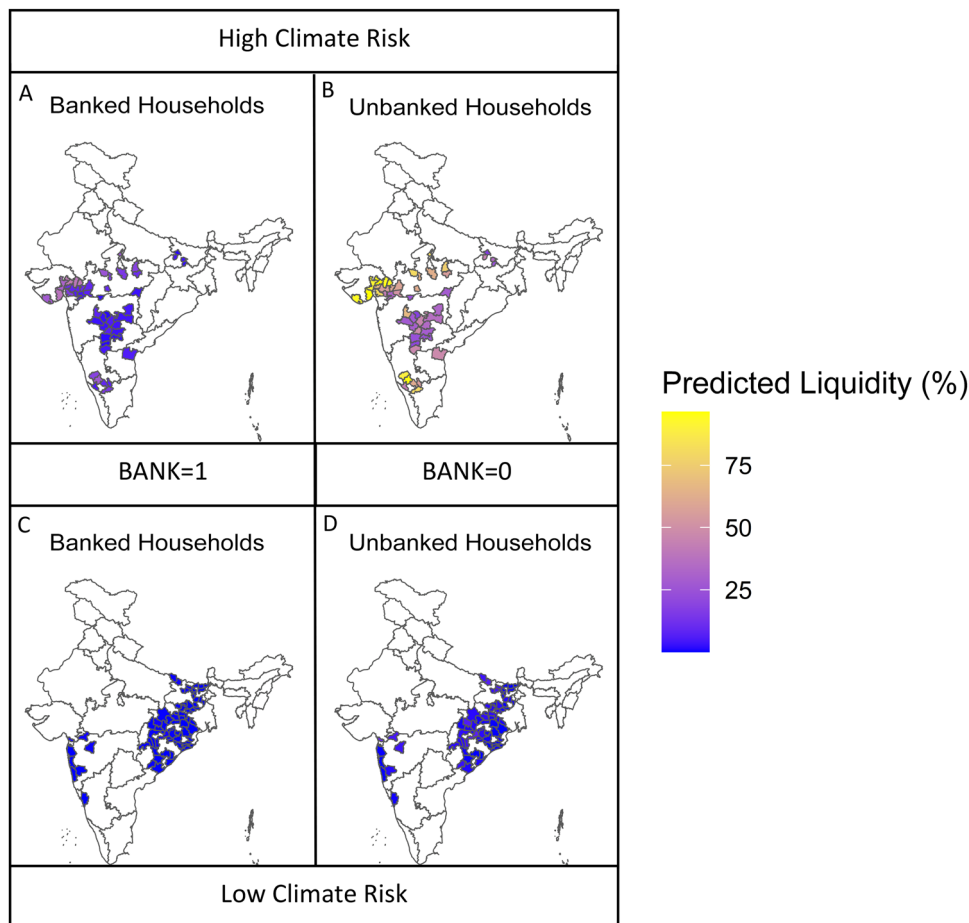 High Climate Risk
A
Banked Households
B
Unbanked Households
BANK=1
BANK=0
C
Banked Households
D
Unbanked Households
Low Climate Risk
Predicted Liquidity (%)
75
50
25